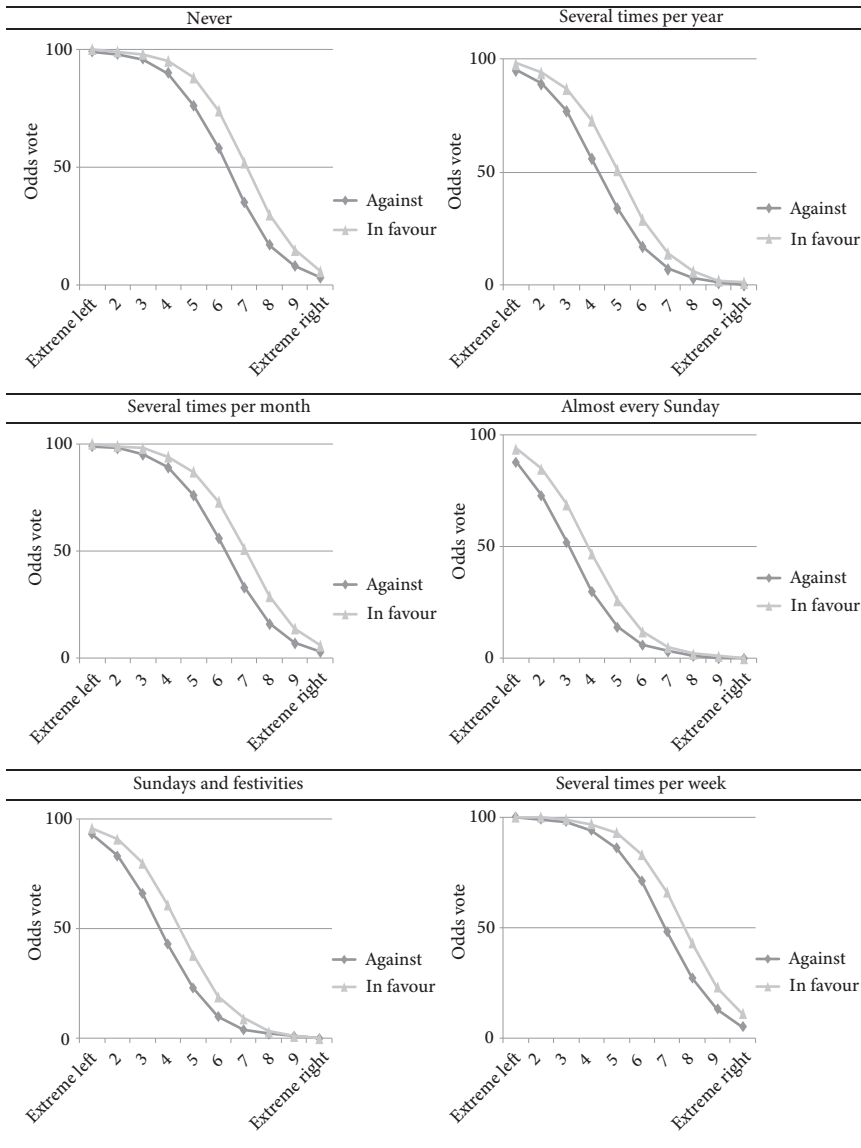 Never
100
50
0
Odds vote
Extreme left
2
3
4
5
6
7
8
9
Extreme right
Against
In favour
Several times per year
100
50
0
Odds vote
Extreme left
2
3
4
5
6
7
8
9
Extreme right
Against
In favour
Several times per month
100
50
0
Odds vote
Extreme left
2
3
4
5
6
7
8
9
Extreme right
Against
In favour
Almost every Sunday
100
50
0
Odds vote
Extreme left
2
3
4
5
6
7
8
9
Extreme right
Against
In favour
Sundays and festivities
100
50
0
Odds vote
Extreme left
2
3
4
5
6
7
8
9
Extreme right
Against
In favour
Several times per week
100
50
0
Odds vote
Extreme left
2
3
4
5
6
7
8
9
Extreme right
Against
In favour